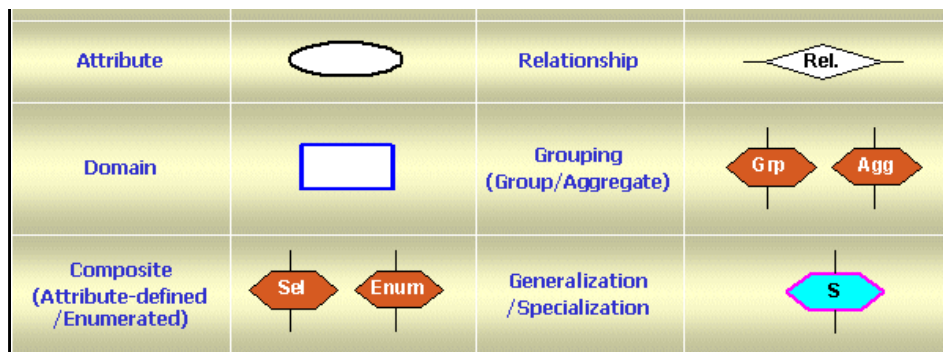 Attribute
Relationship
Rel.
Domain
Grouping
(Group/Aggregate)
Grp
Agg
Composite
(Attribute-defined
/Enumerated)
Sel
Enum
Generalization
/Specialization
S